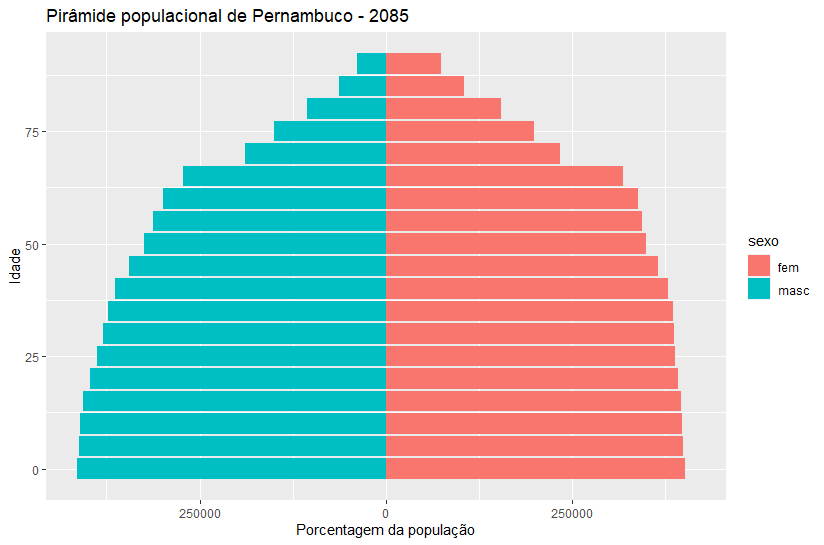 Pirâmide populacional de Pernambuco - 2085
75
50
25
0
Idade
250000
0
250000
Porcentagem da população
sexo
fem
masc